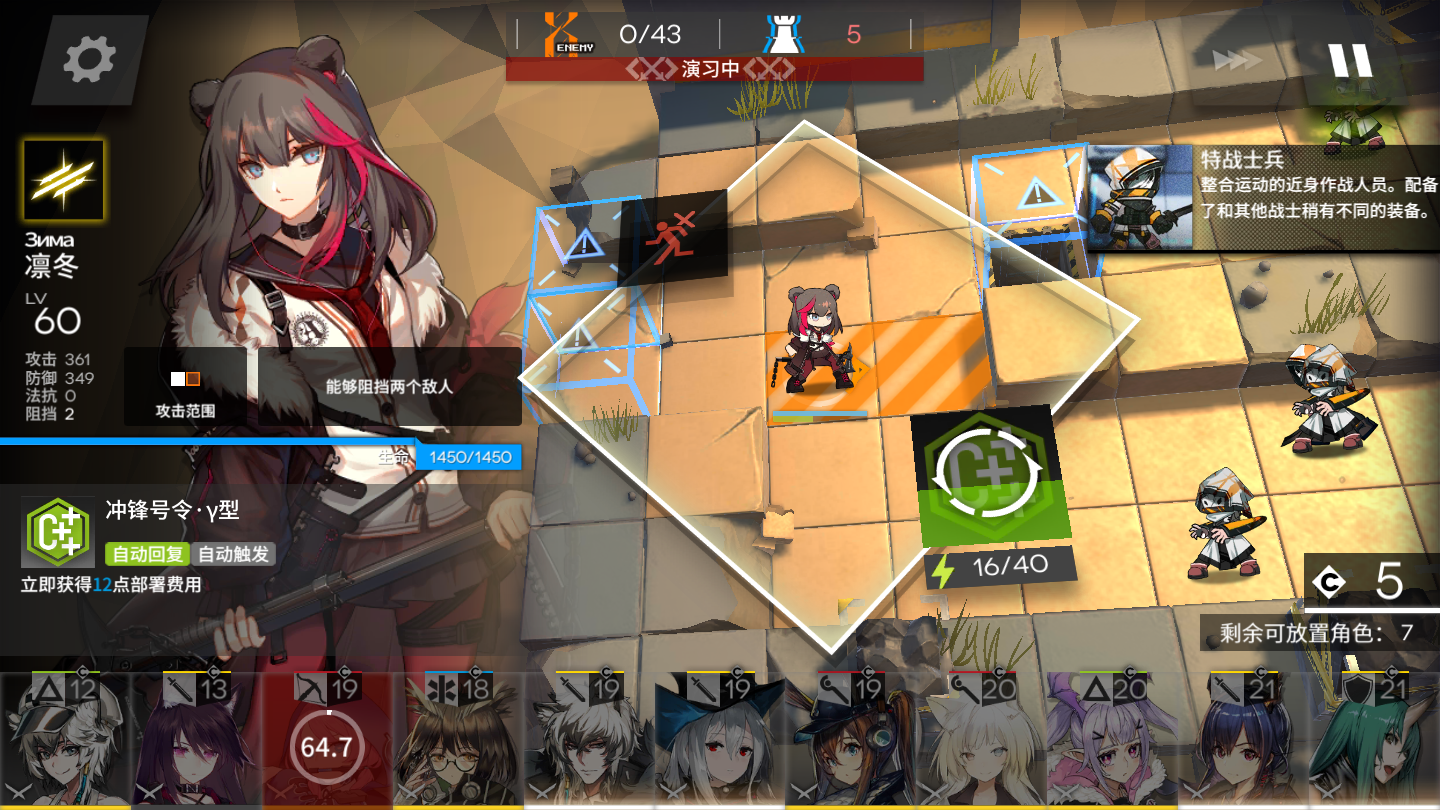 ENEMY
0/43
5
演习中
特战士兵
整合运动的近身作战人员。配备
了和其他战士稍有不同的装备。
Зима
凛冬
LV
60
攻击 361
防御 349
法抗 0
阻挡 2
攻击范围
能够阻挡两个敌人
生命 1450/1450
C++
冲锋号令·γ型
自动回复 自动触发
立即获得12点部署费用
16/40
C 5
剩余可放置角色： 7
C 12
C 13
C 19
C 18
C 19
C 19
C 19
C 20
C 20
C 21
C 21
64.7